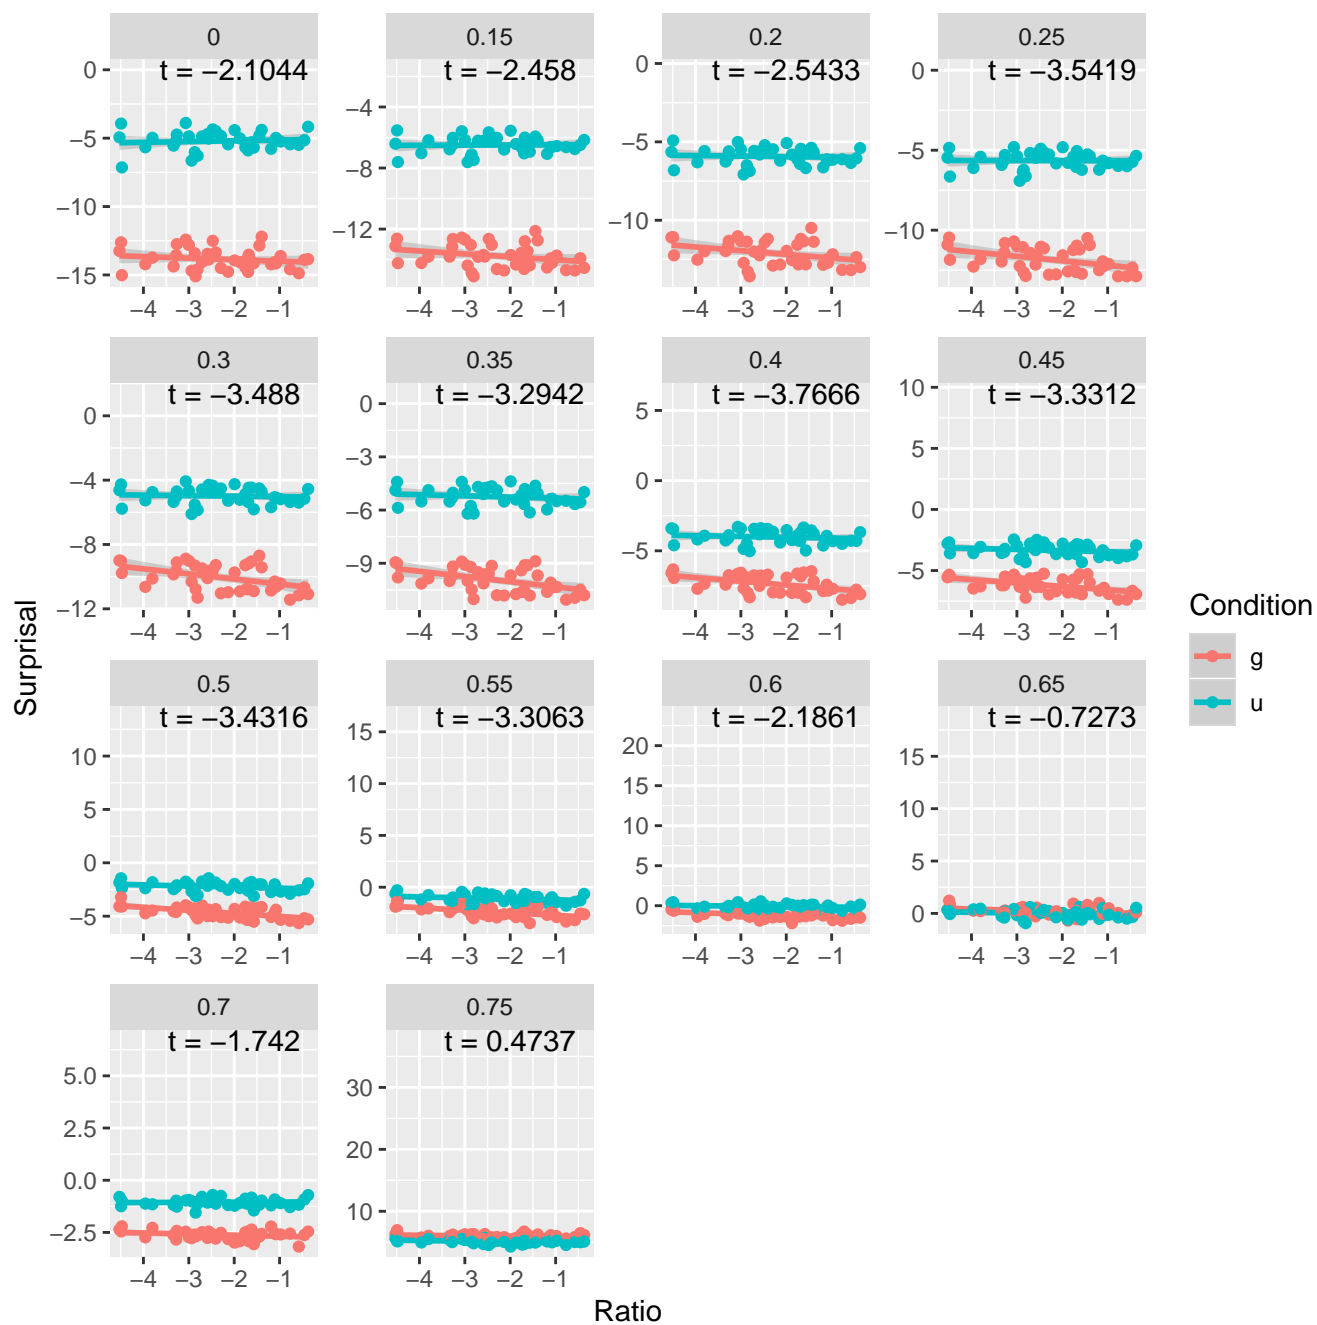 0 0.15 0.2 0.25
t = −2.1044 t = −2.458 t = −2.5433 t = −3.5419
0 −5 −10 −15
−4 −8 −12
0 −5 −10
0 −5 −10
−4 −3 −2 −1 −4 −3 −2 −1 −4 −3 −2 −1 −4 −3 −2 −1
0.3 0.35 0.4 0.45
t = −3.488 t = −3.2942 t = −3.7666 t = −3.3312
0 −4 −8 −12
0 −3 −6 −9
5 0 −5
10 5 0 −5
−4 −3 −2 −1 −4 −3 −2 −1 −4 −3 −2 −1 −4 −3 −2 −1
0.5 0.55 0.6 0.65
t = −3.4316 t = −3.3063 t = −2.1861 t = −0.7273
10 5 0 −5
15 10 5 0
20 15 10 5 0
15 10 5 0
−4 −3 −2 −1 −4 −3 −2 −1 −4 −3 −2 −1 −4 −3 −2 −1
0.7 0.75
t = −1.742 t = 0.4737
5.0 2.5 0.0 −2.5
30 20 10
−4 −3 −2 −1 −4 −3 −2 −1
Surprisal
Ratio
Condition
g
u